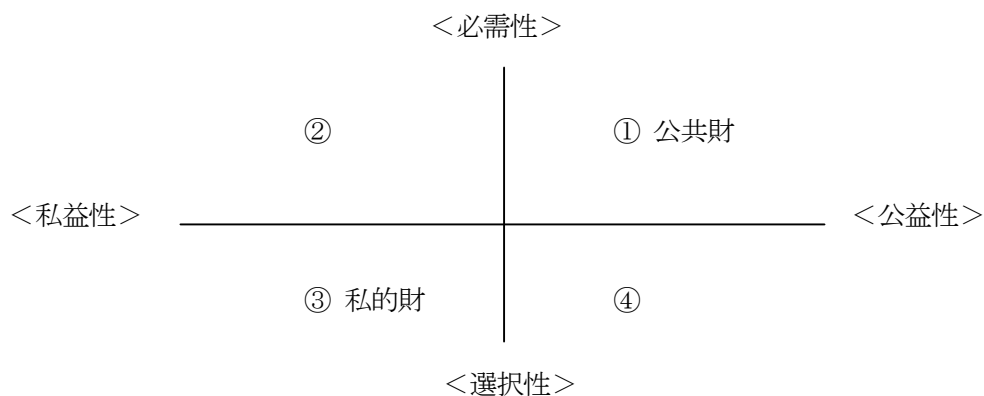 ＜必需性＞
② ① 公共財
＜私益性＞ ＜公益性＞
③ 私的財 ④
＜選択性＞